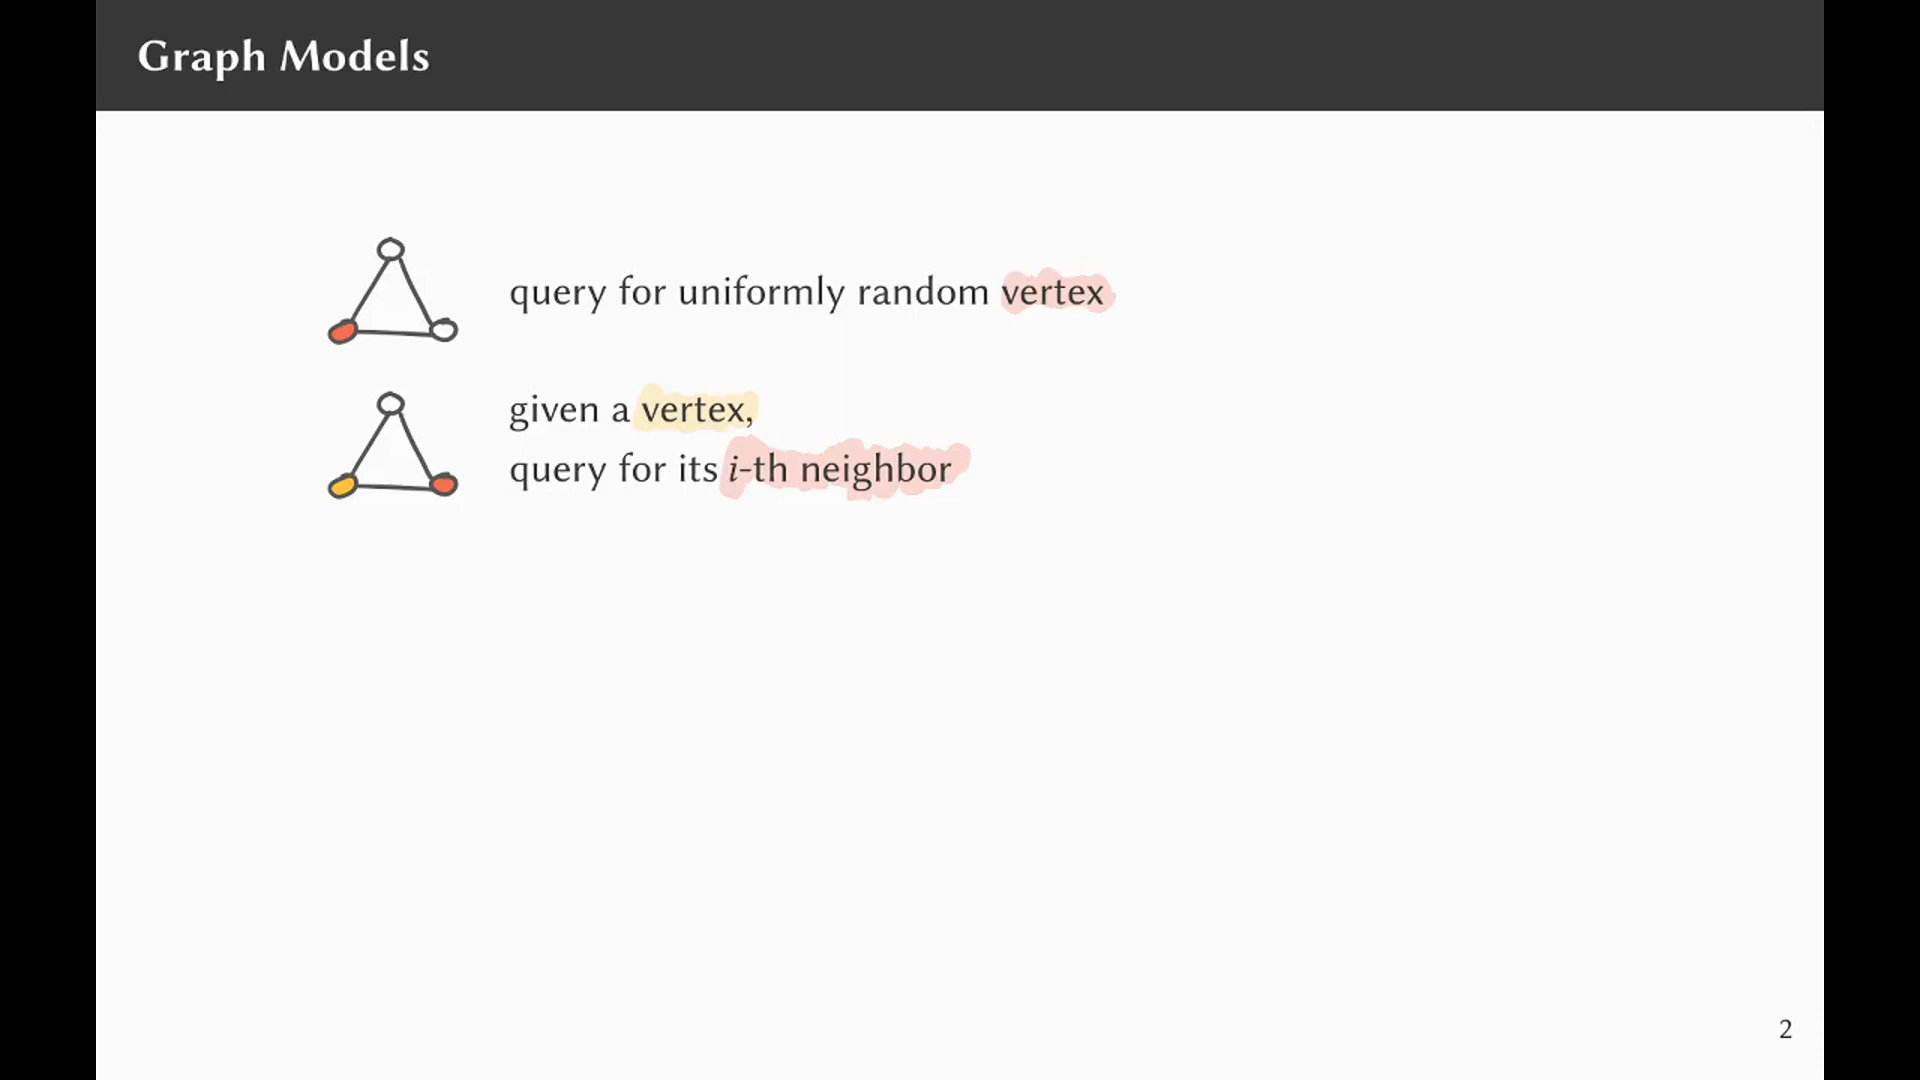 Graph Models
query for uniformly random vertex
given a vertex,
query for its i-th neighbor
2